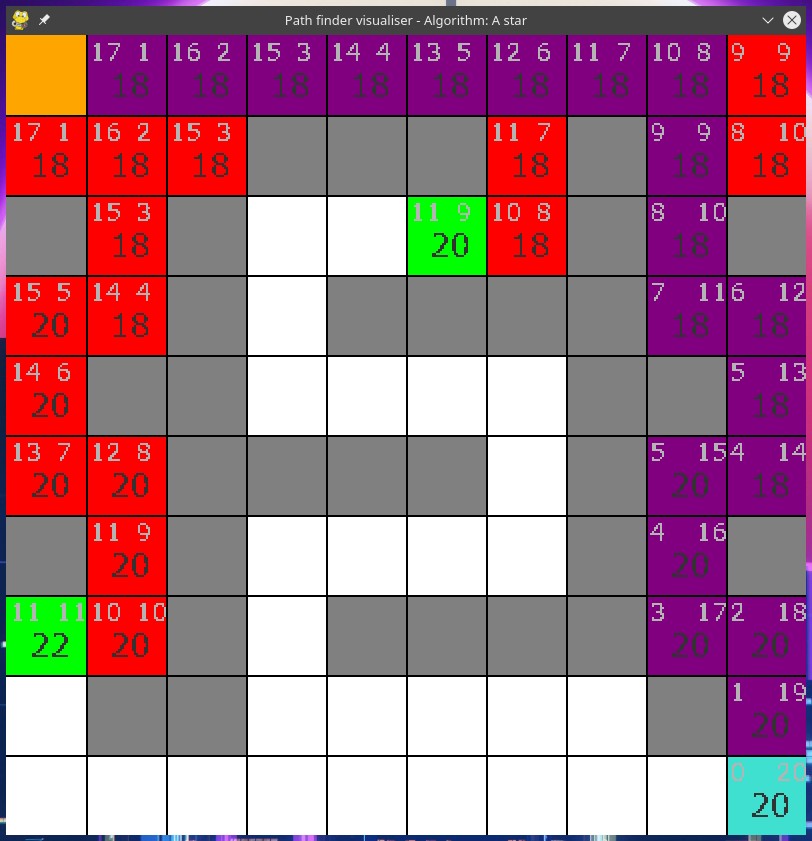 Path finder visualiser - Algorithm: A star
17 1 16 2 15 3 14 4 13 5 12 6 11 7 10 8 9 9
18 18 18 18 18 18 18 18 18
17 1 16 2 15 3 11 7 9 9 8 10
18 18 18 18 18 18
15 3 11 9 10 8 8 10
18 20 18 18
15 5 14 4 7 11 6 12
20 18 18 18
14 6 5 13
20 18
13 7 12 8 5 15 4 14
20 20 20 18
11 9 4 16
20 20
11 11 10 10 3 17 2 18
22 20 20 20
1 19
20
0 20
20